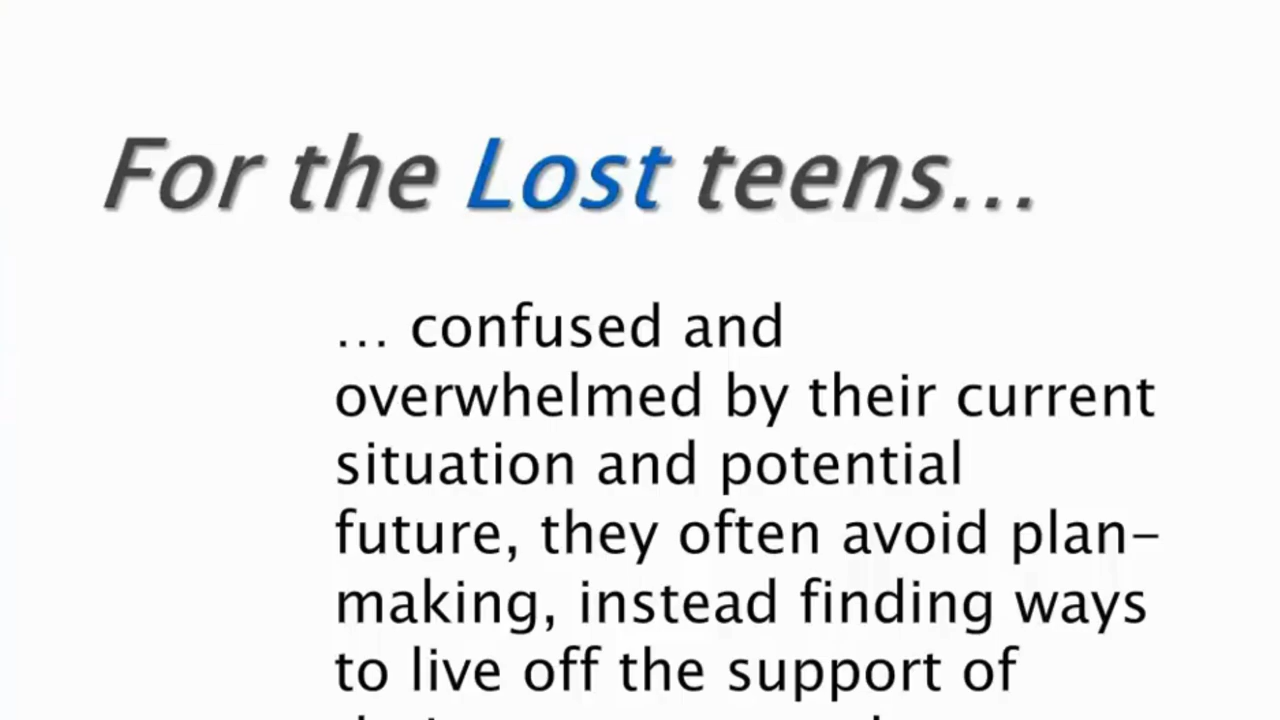 For the Lost teens...
... confused and
overwhelmed by their current
situation and potential
future, they often avoid plan-
making, instead finding ways
to live off the support of